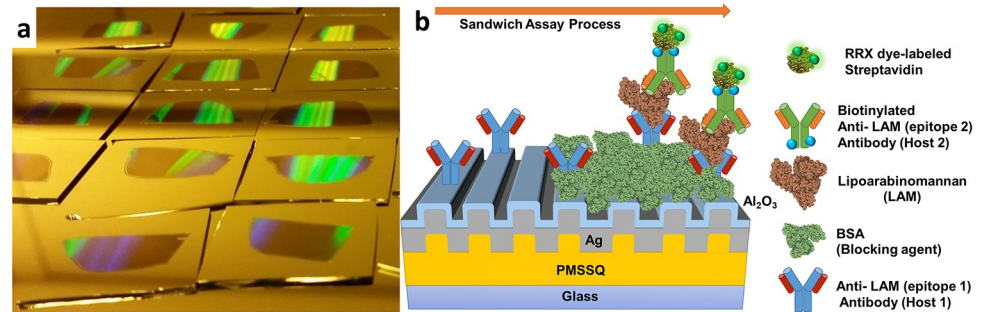 a
b
Sandwich Assay Process
RRX dye-labeled
Streptavidin
Biotinylated
Anti- LAM (epitope 2)
Antibody (Host 2)
Lipoarabinomannan
(LAM)
Al₂O₃
BSA
(Blocking agent)
Ag
PMSSQ
Glass
Anti- LAM (epitope 1)
Antibody (Host 1)